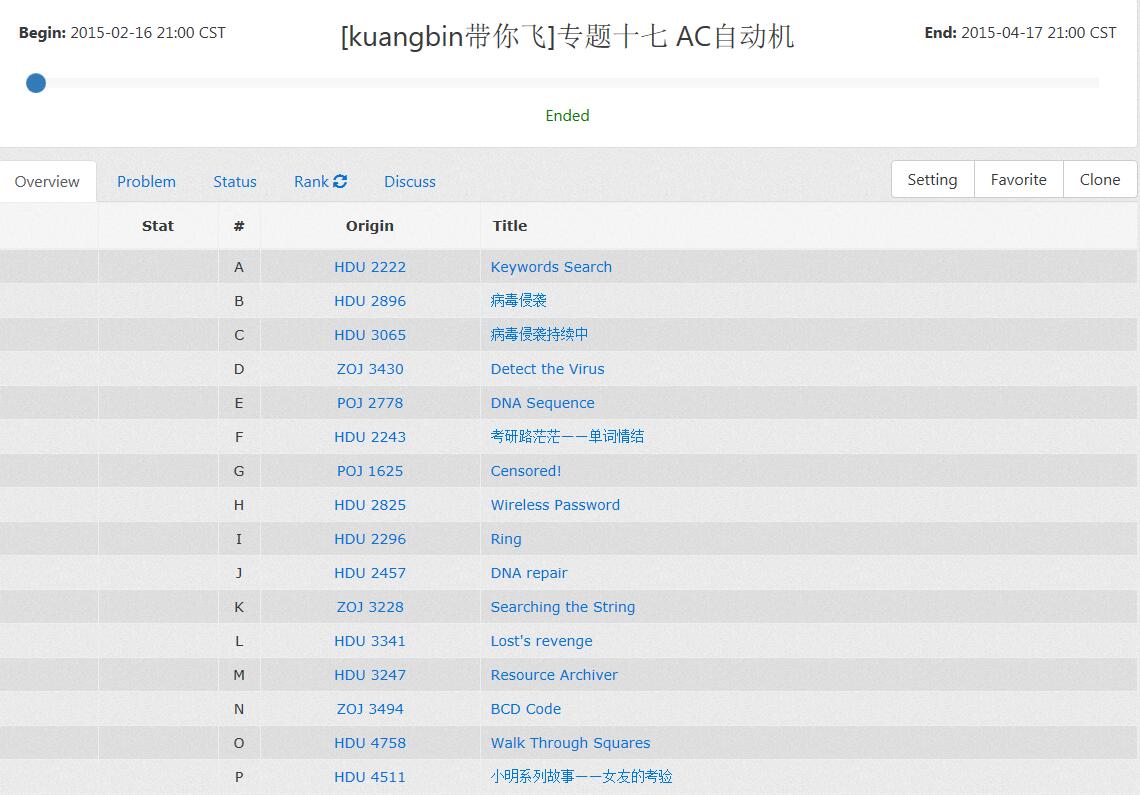 Begin: 2015-02-16 21:00 CST [kuangbin带你飞]专题十七 AC自动机 End: 2015-04-17 21:00 CST
Ended
Overview Problem Status Rank Discuss Setting Favorite Clone
Stat # Origin Title
A HDU 2222 Keywords Search
B HDU 2896 病毒侵袭
C HDU 3065 病毒侵袭持续中
D ZOJ 3430 Detect the Virus
E POJ 2778 DNA Sequence
F HDU 2243 考研路茫茫——单词情结
G POJ 1625 Censored!
H HDU 2825 Wireless Password
I HDU 2296 Ring
J HDU 2457 DNA repair
K ZOJ 3228 Searching the String
L HDU 3341 Lost's revenge
M HDU 3247 Resource Archiver
N ZOJ 3494 BCD Code
O HDU 4758 Walk Through Squares
P HDU 4511 小明系列故事——女友的考验